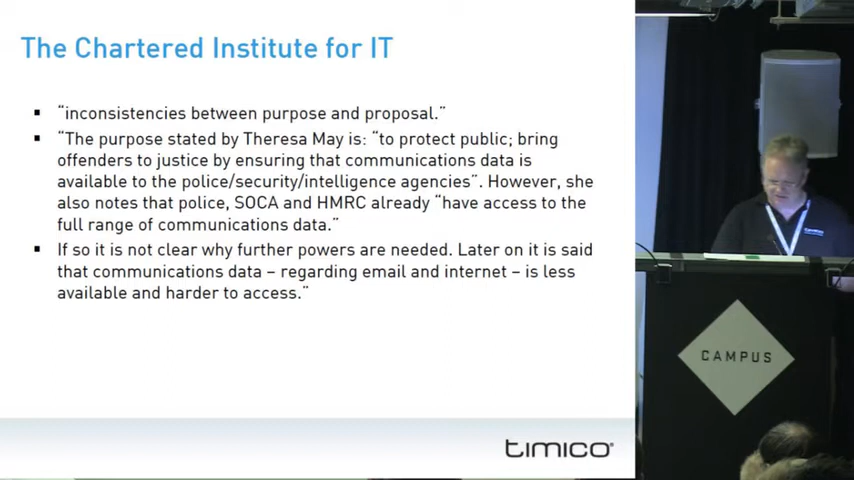 The Chartered Institute for IT
▪ “inconsistencies between purpose and proposal.”
▪ “The purpose stated by Theresa May is: “to protect public; bring
offenders to justice by ensuring that communications data is
available to the police/security/intelligence agencies”. However, she
also notes that police, SOCA and HMRC already “have access to the
full range of communications data.”
▪ If so it is not clear why further powers are needed. Later on it is said
that communications data – regarding email and internet – is less
available and harder to access.”
timico
CAMPUS